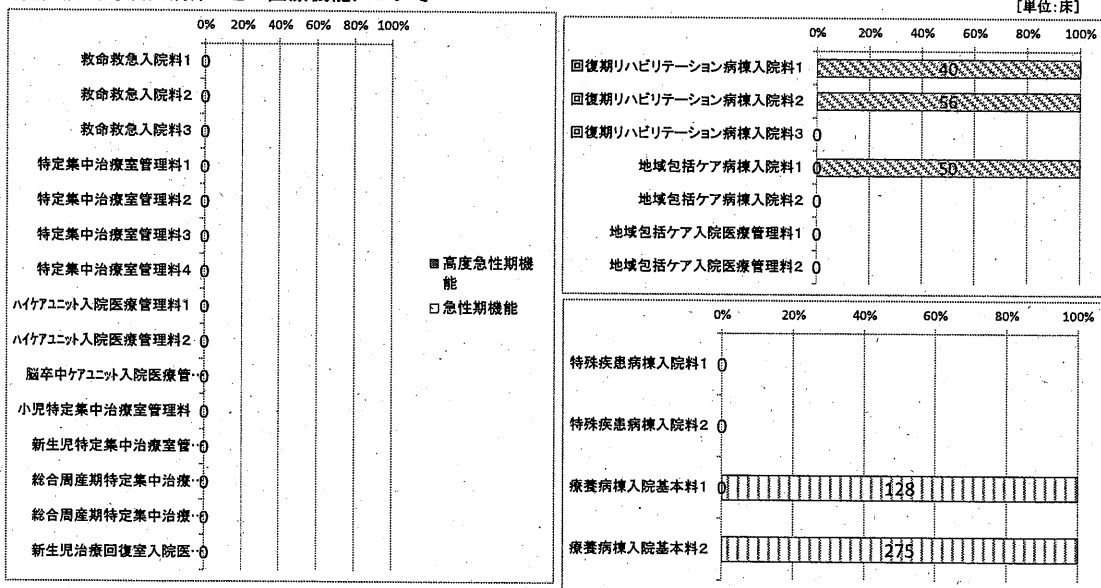 [単位:床]
0% 20% 40% 60% 80% 100%
救命救急入院料1 0
救命救急入院料2 0
救命救急入院料3 0
特定集中治療室管理料1 0
特定集中治療室管理料2 0
特定集中治療室管理料3 0
特定集中治療室管理料4 0
ハイケアユニット入院医療管理料1 0
ハイケアユニット入院医療管理料2 0
脳卒中ケアユニット入院医療管… 0
小児特定集中治療室管理料 0
新生児特定集中治療室管… 0
総合周産期特定集中治療… 0
総合周産期特定集中治療… 0
新生児治療回復室入院医… 0
高度急性期機
能
急性期機能
0% 20% 40% 60% 80% 100%
回復期リハビリテーション病棟入院料1 40
回復期リハビリテーション病棟入院料2 56
回復期リハビリテーション病棟入院料3 0
地域包括ケア病棟入院料1 0 50
地域包括ケア病棟入院料2 0
地域包括ケア入院医療管理料1 0
地域包括ケア入院医療管理料2 0
0% 20% 40% 60% 80% 100%
特殊疾患病棟入院料1 0
特殊疾患病棟入院料2 0
療養病棟入院基本料1 0 128
療養病棟入院基本料2 275